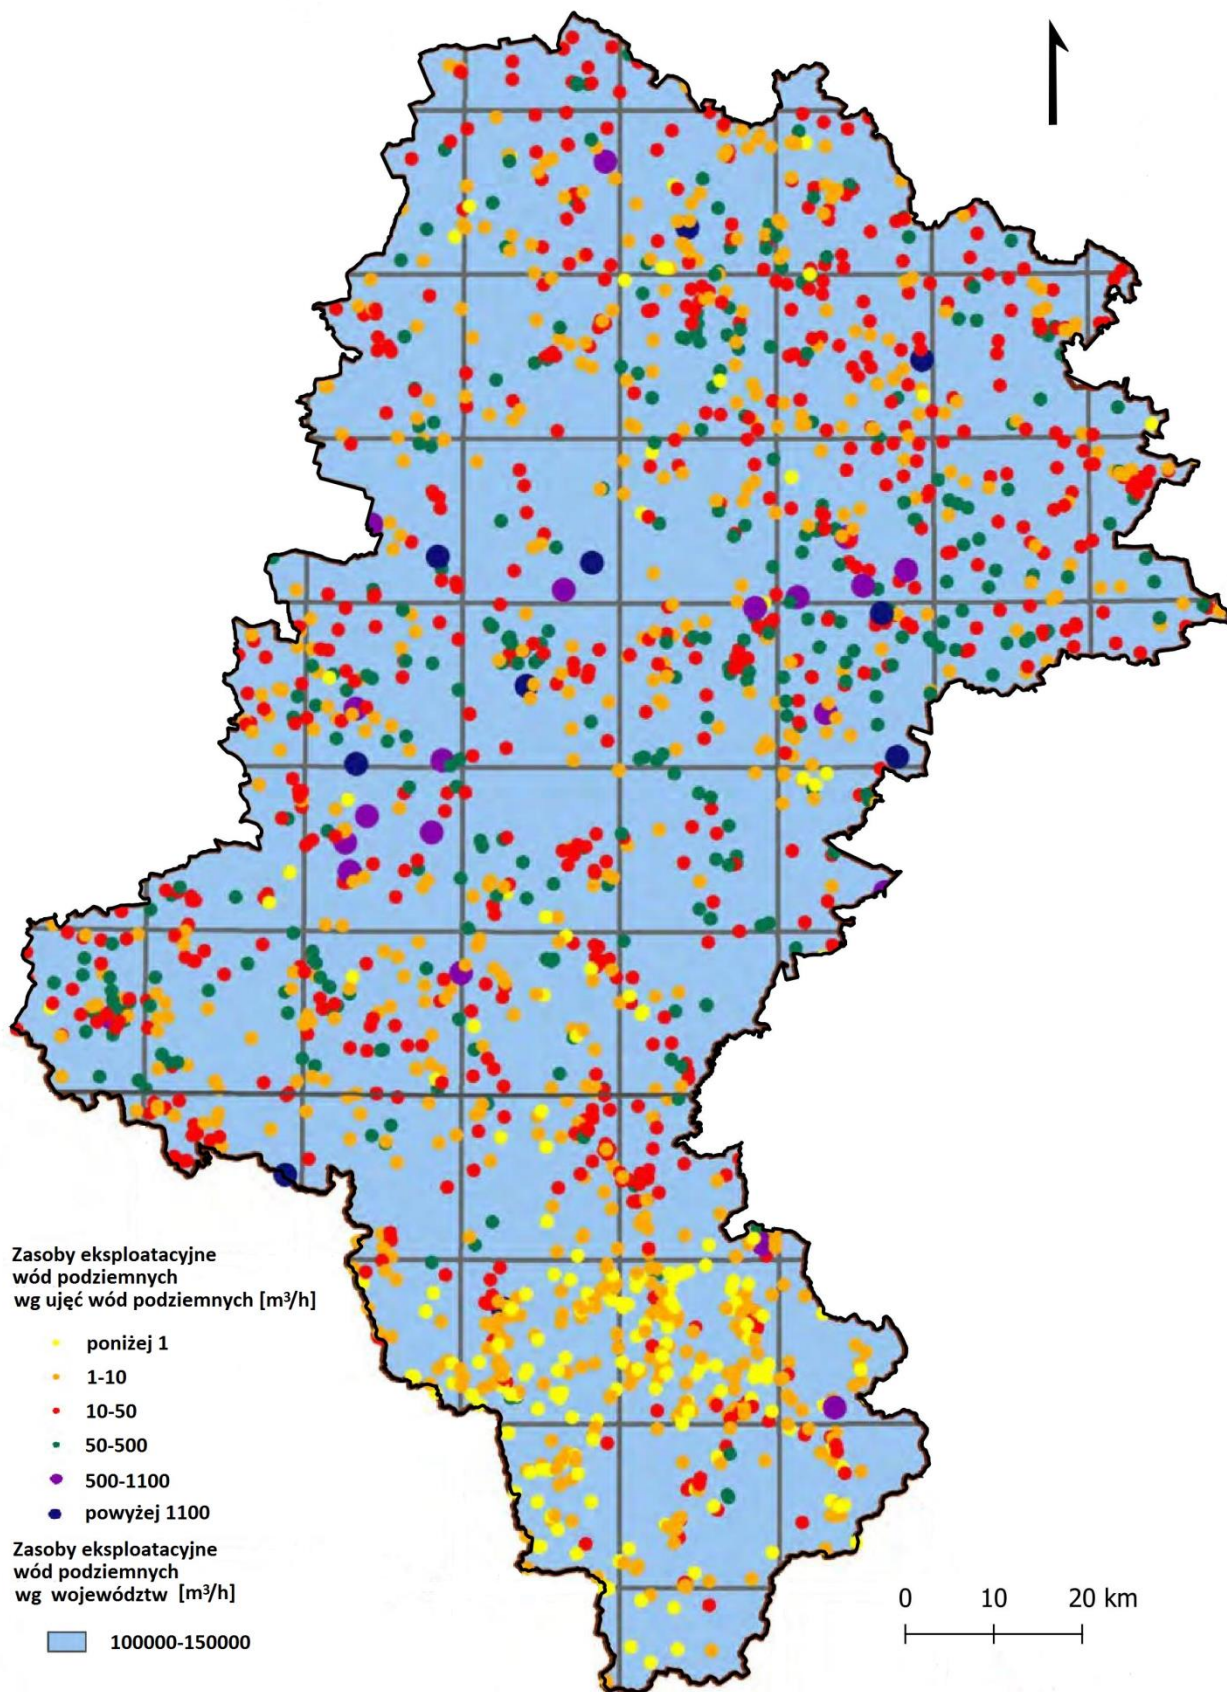 Zasoby eksploatacyjne
wód podziemnych
wg ujęć wód podziemnych [m³/h]
poniżej 1
1-10
10-50
50-500
500-1100
powyżej 1100
Zasoby eksploatacyjne
wód podziemnych
wg województw [m³/h]
100000-150000
0 10 20 km